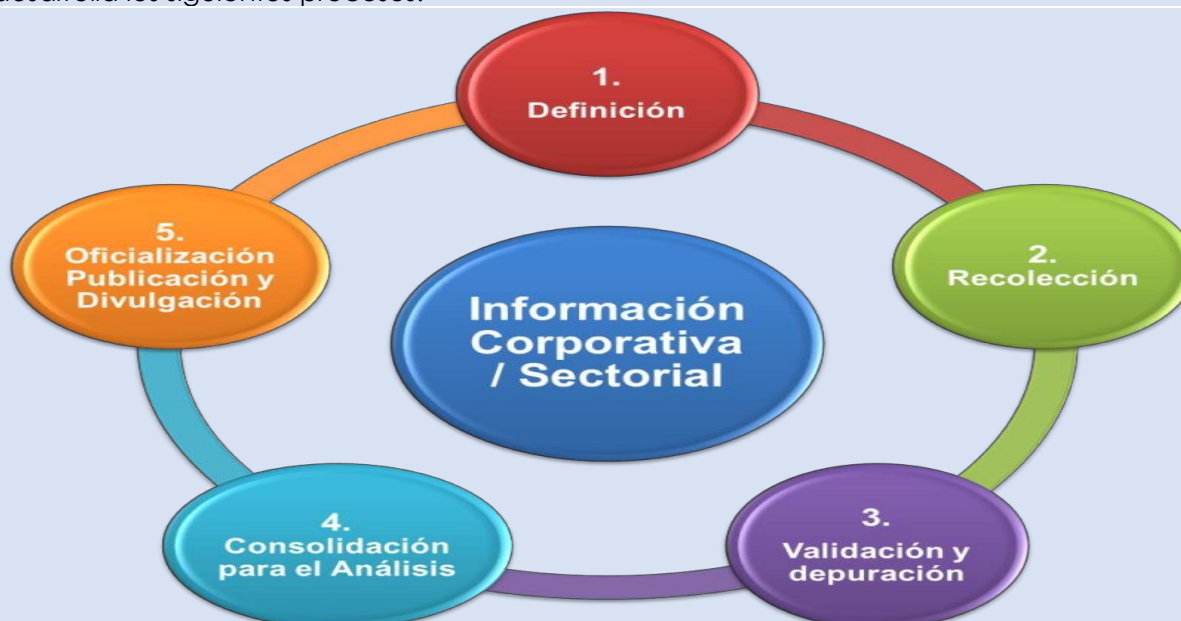 1.
Definición
2.
Recolección
3.
Validación y
depuración
4.
Consolidación
para el Análisis
5.
Oficialización
Publicación y
Divulgación
Información
Corporativa
/ Sectorial